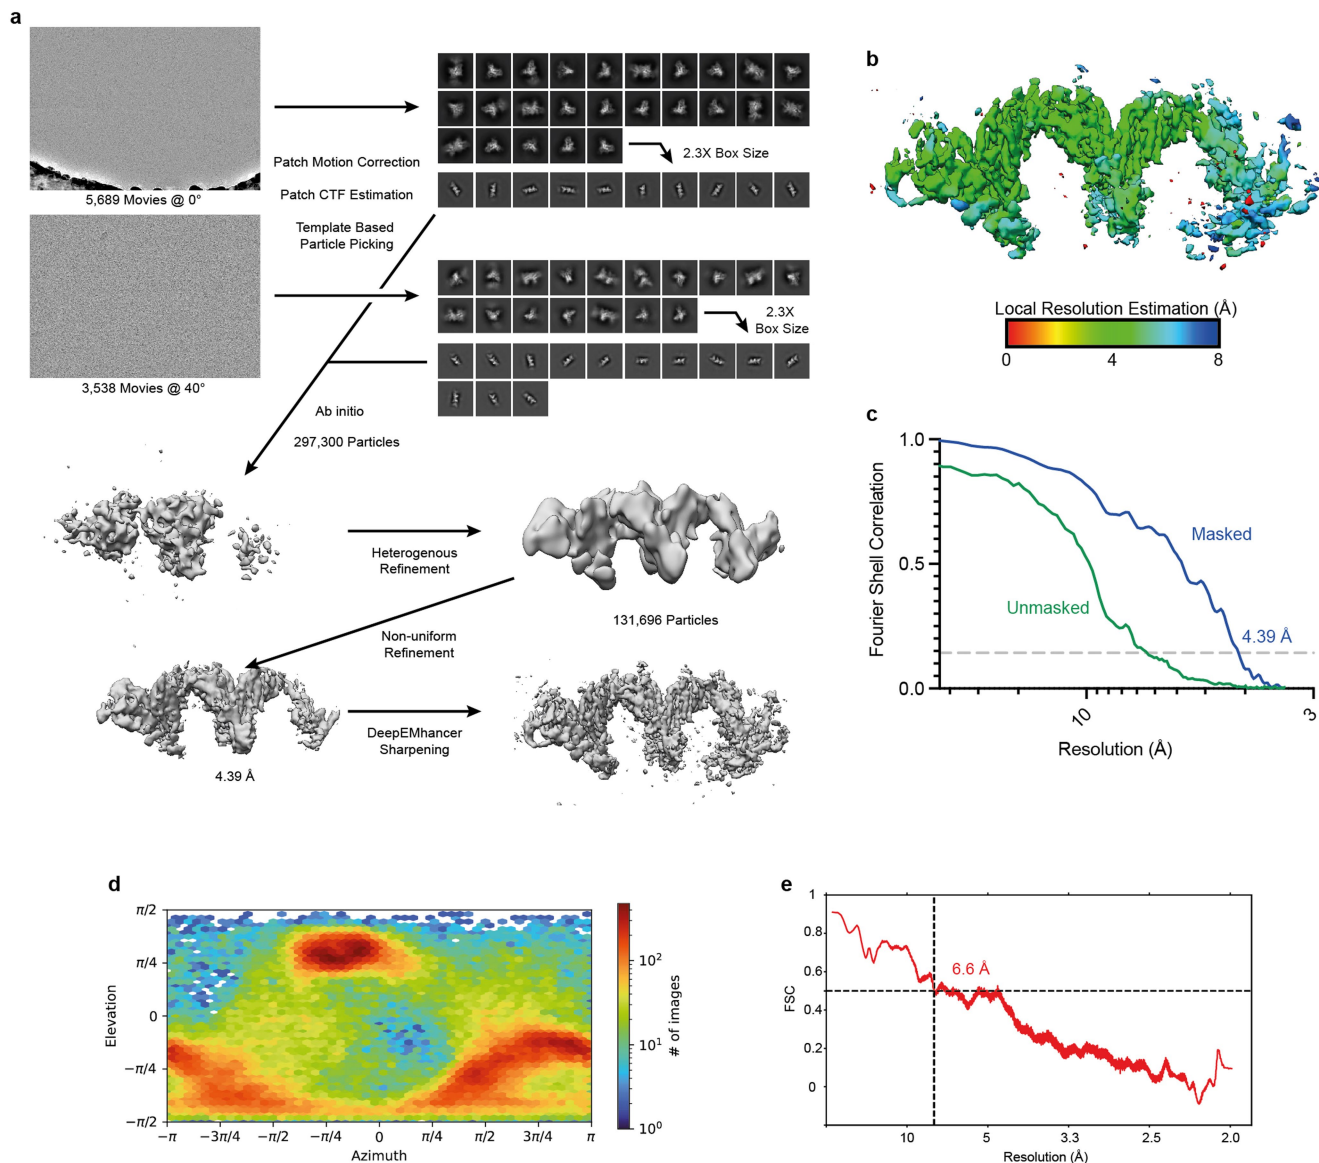 a
5,689 Movies @ 0°
Patch Motion Correction
Patch CTF Estimation
Template Based
Particle Picking
2.3X Box Size
3,538 Movies @ 40°
2.3X
Box Size
Ab initio
297,300 Particles
Heterogenous
Refinement
131,696 Particles
Non-uniform
Refinement
4.39 Å
DeepEMhancer
Sharpening
b
Local Resolution Estimation (Å)
0 4 8
c
Fourier Shell Correlation
1.0
0.5
0.0
Masked
Unmasked
4.39 Å
10 3
Resolution (Å)
d
Elevation
π/2
π/4
0
−π/4
−π/2
−π −3π/4 −π/2 −π/4 0 π/4 π/2 3π/4 π
Azimuth
10²
10¹
10⁰
# of images
e
FSC
1
0.8
0.6
0.4
0.2
0
6.6 Å
10 5 3.3 2.5 2.0
Resolution (Å)